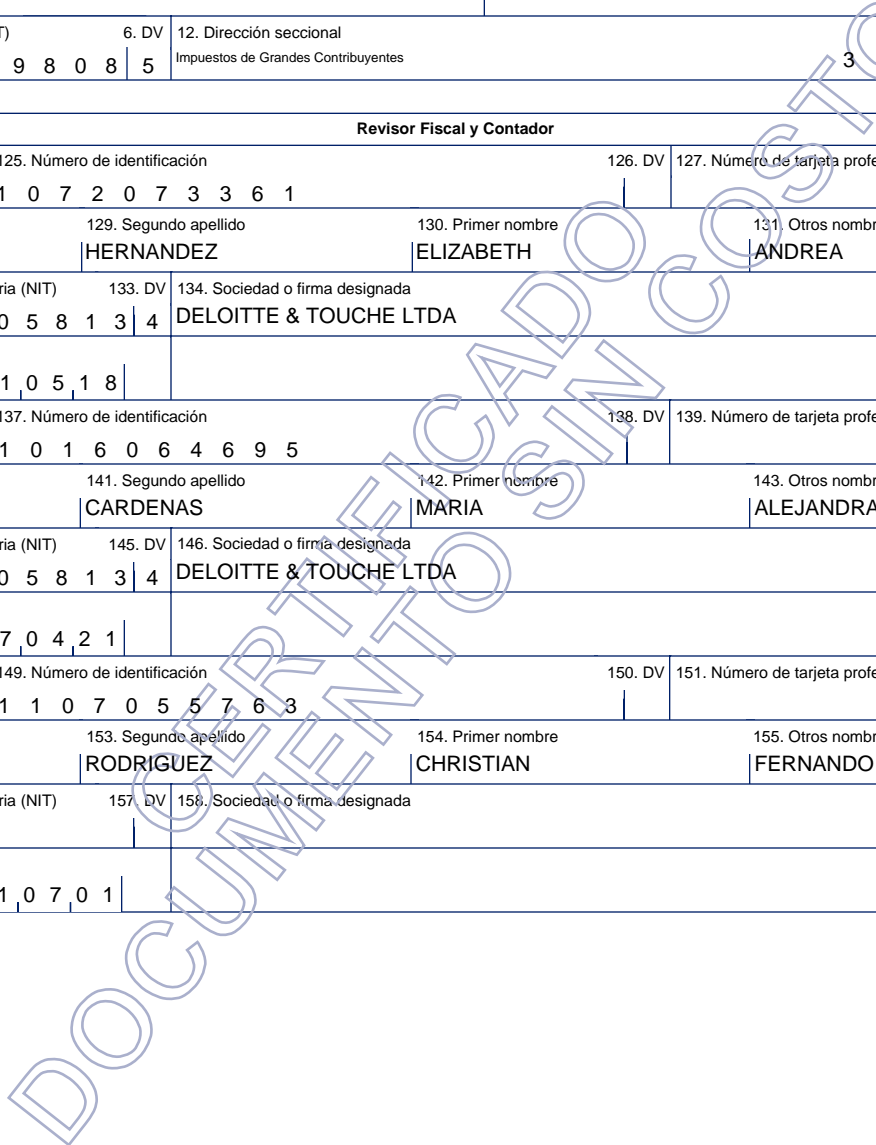 T) 6. DV 12. Dirección seccional
9 8 0 8 5 Impuestos de Grandes Contribuyentes 3
Revisor Fiscal y Contador
125. Número de identificación 126. DV 127. Número de tarjeta profe
1 0 7 2 0 7 3 3 6 1
129. Segundo apellido 130. Primer nombre 131. Otros nombr
HERNANDEZ ELIZABETH ANDREA
ria (NIT) 133. DV 134. Sociedad o firma designada
0 5 8 1 3 4 DELOITTE & TOUCHE LTDA
1 0 5 1 8
137. Número de identificación 138. DV 139. Número de tarjeta profe
1 0 1 6 0 6 4 6 9 5
141. Segundo apellido 142. Primer nombre 143. Otros nombr
CARDENAS MARIA ALEJANDRA
ria (NIT) 145. DV 146. Sociedad o firma designada
0 5 8 1 3 4 DELOITTE & TOUCHE LTDA
7 0 4 2 1
149. Número de identificación 150. DV 151. Número de tarjeta profe
1 1 0 7 0 5 5 7 6 3
153. Segundo apellido 154. Primer nombre 155. Otros nombr
RODRIGUEZ CHRISTIAN FERNANDO
ria (NIT) 157. DV 158. Sociedad o firma designada
1 0 7 0 1
CERTIFICADO
DOCUMENTO SIN COSTO